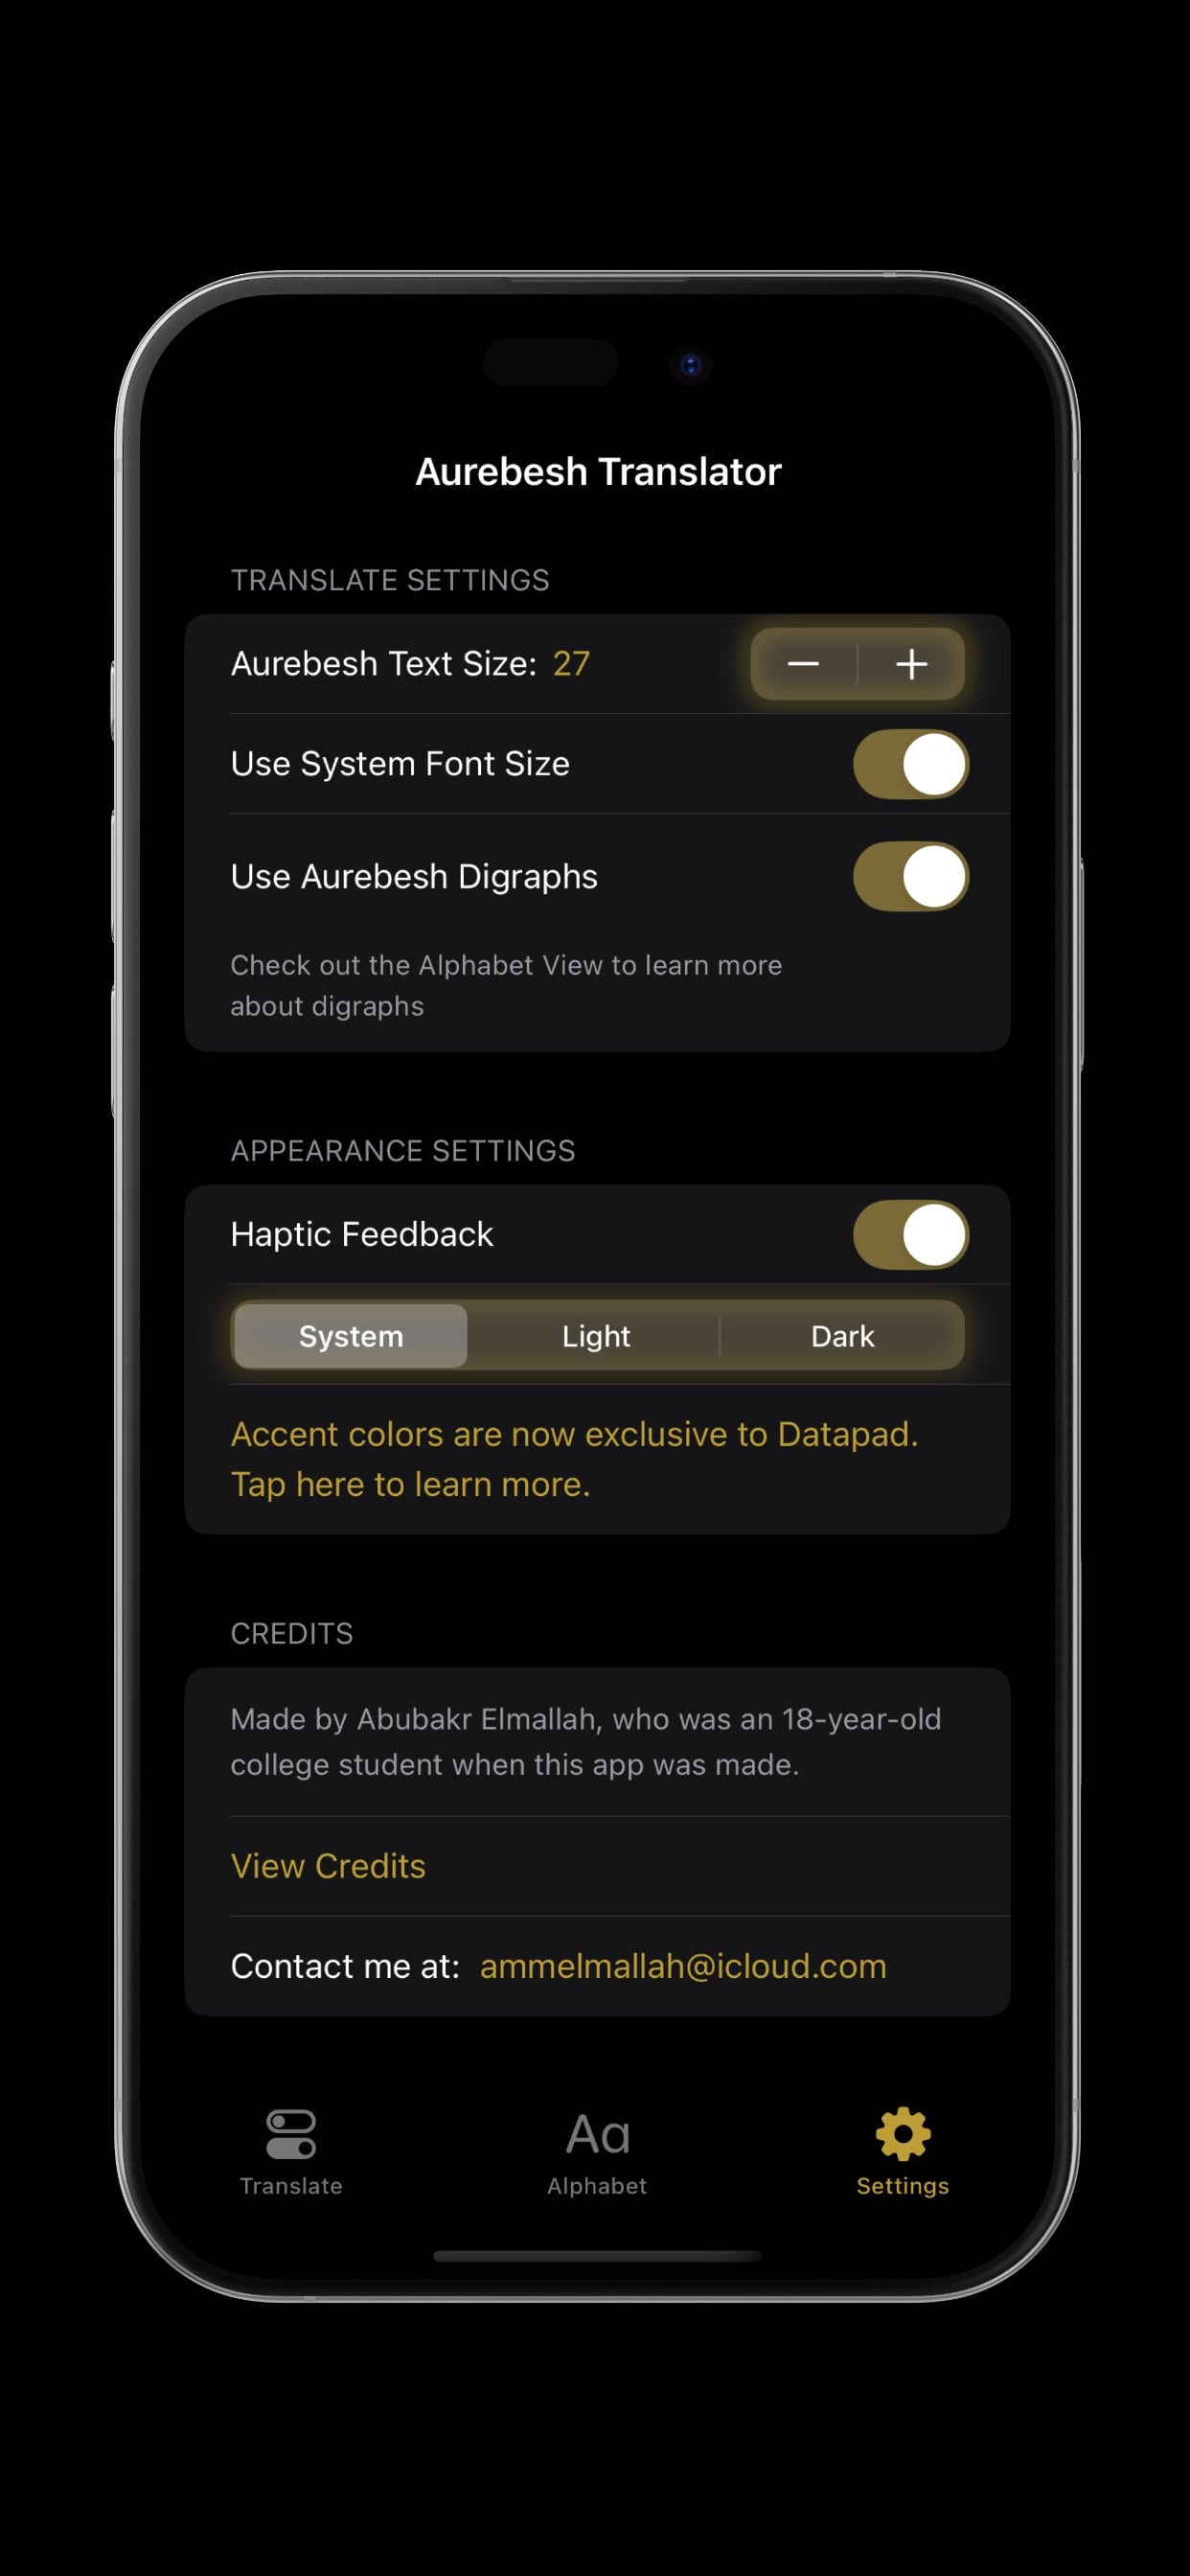 Aurebesh Translator
TRANSLATE SETTINGS
Aurebesh Text Size: 27
Use System Font Size
Use Aurebesh Digraphs
Check out the Alphabet View to learn more
about digraphs
APPEARANCE SETTINGS
Haptic Feedback
System Light Dark
Accent colors are now exclusive to Datapad.
Tap here to learn more.
CREDITS
Made by Abubakr Elmallah, who was an 18-year-old
college student when this app was made.
View Credits
Contact me at: ammelmallah@icloud.com
Aa
Translate Alphabet Settings